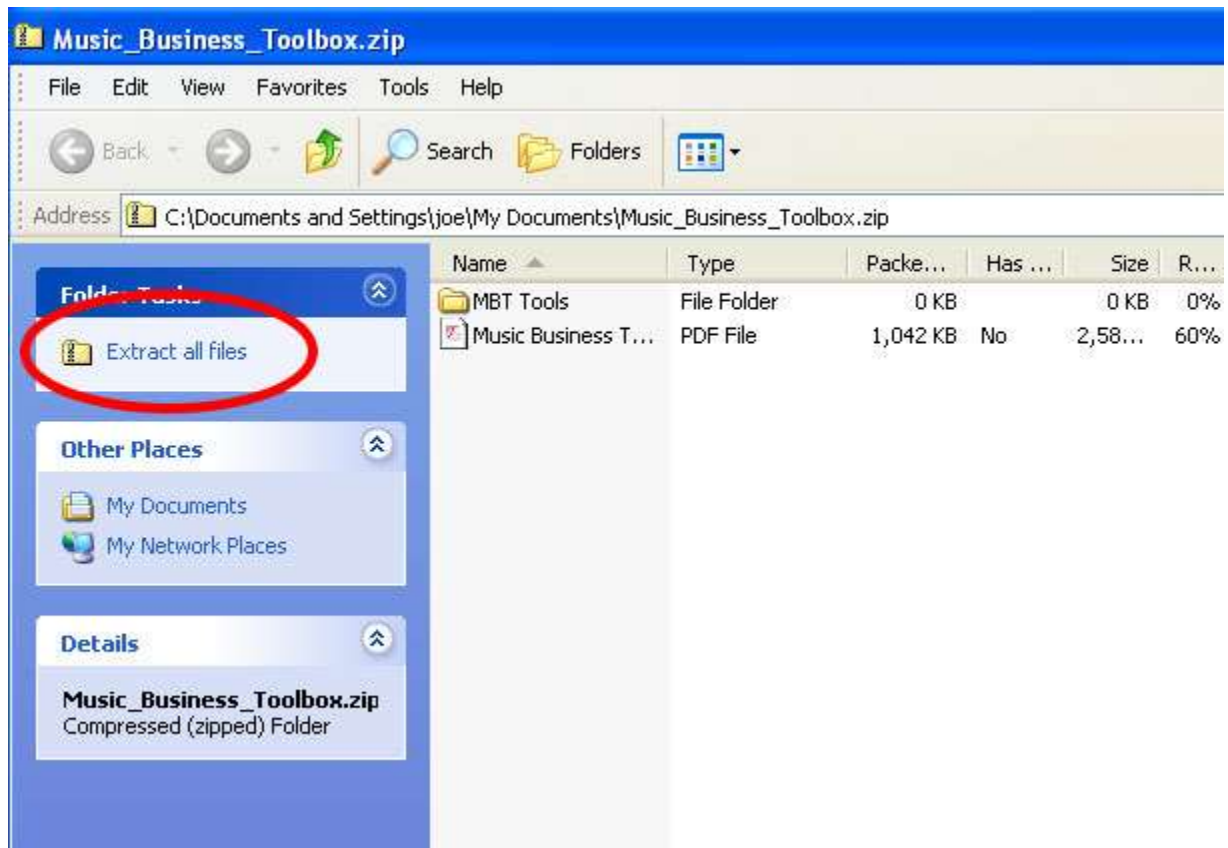 Music_Business_Toolbox.zip
File Edit View Favorites Tools Help
Back Search Folders
Address C:\Documents and Settings\joe\My Documents\Music_Business_Toolbox.zip
Name Type Packe... Has ... Size R...
Folder Tasks
MBT Tools File Folder 0 KB 0 KB 0%
Music Business T... PDF File 1,042 KB No 2,58... 60%
Extract all files
Other Places
My Documents
My Network Places
Details
Music_Business_Toolbox.zip
Compressed (zipped) Folder